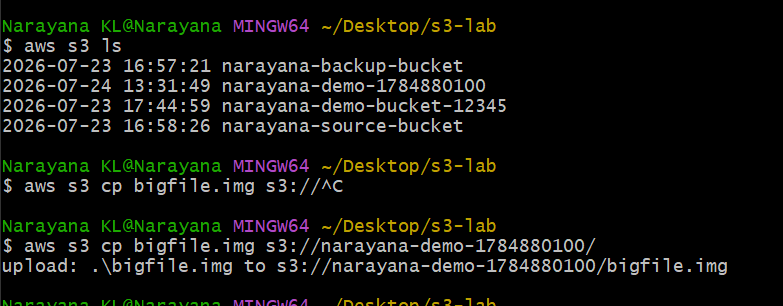 Narayana KL@Narayana MINGW64 ~/Desktop/s3-lab
$ aws s3 ls
2026-07-23 16:57:21 narayana-backup-bucket
2026-07-24 13:31:49 narayana-demo-1784880100
2026-07-23 17:44:59 narayana-demo-bucket-12345
2026-07-23 16:58:26 narayana-source-bucket
Narayana KL@Narayana MINGW64 ~/Desktop/s3-lab
$ aws s3 cp bigfile.img s3://^C
Narayana KL@Narayana MINGW64 ~/Desktop/s3-lab
$ aws s3 cp bigfile.img s3://narayana-demo-1784880100/
upload: .\bigfile.img to s3://narayana-demo-1784880100/bigfile.img